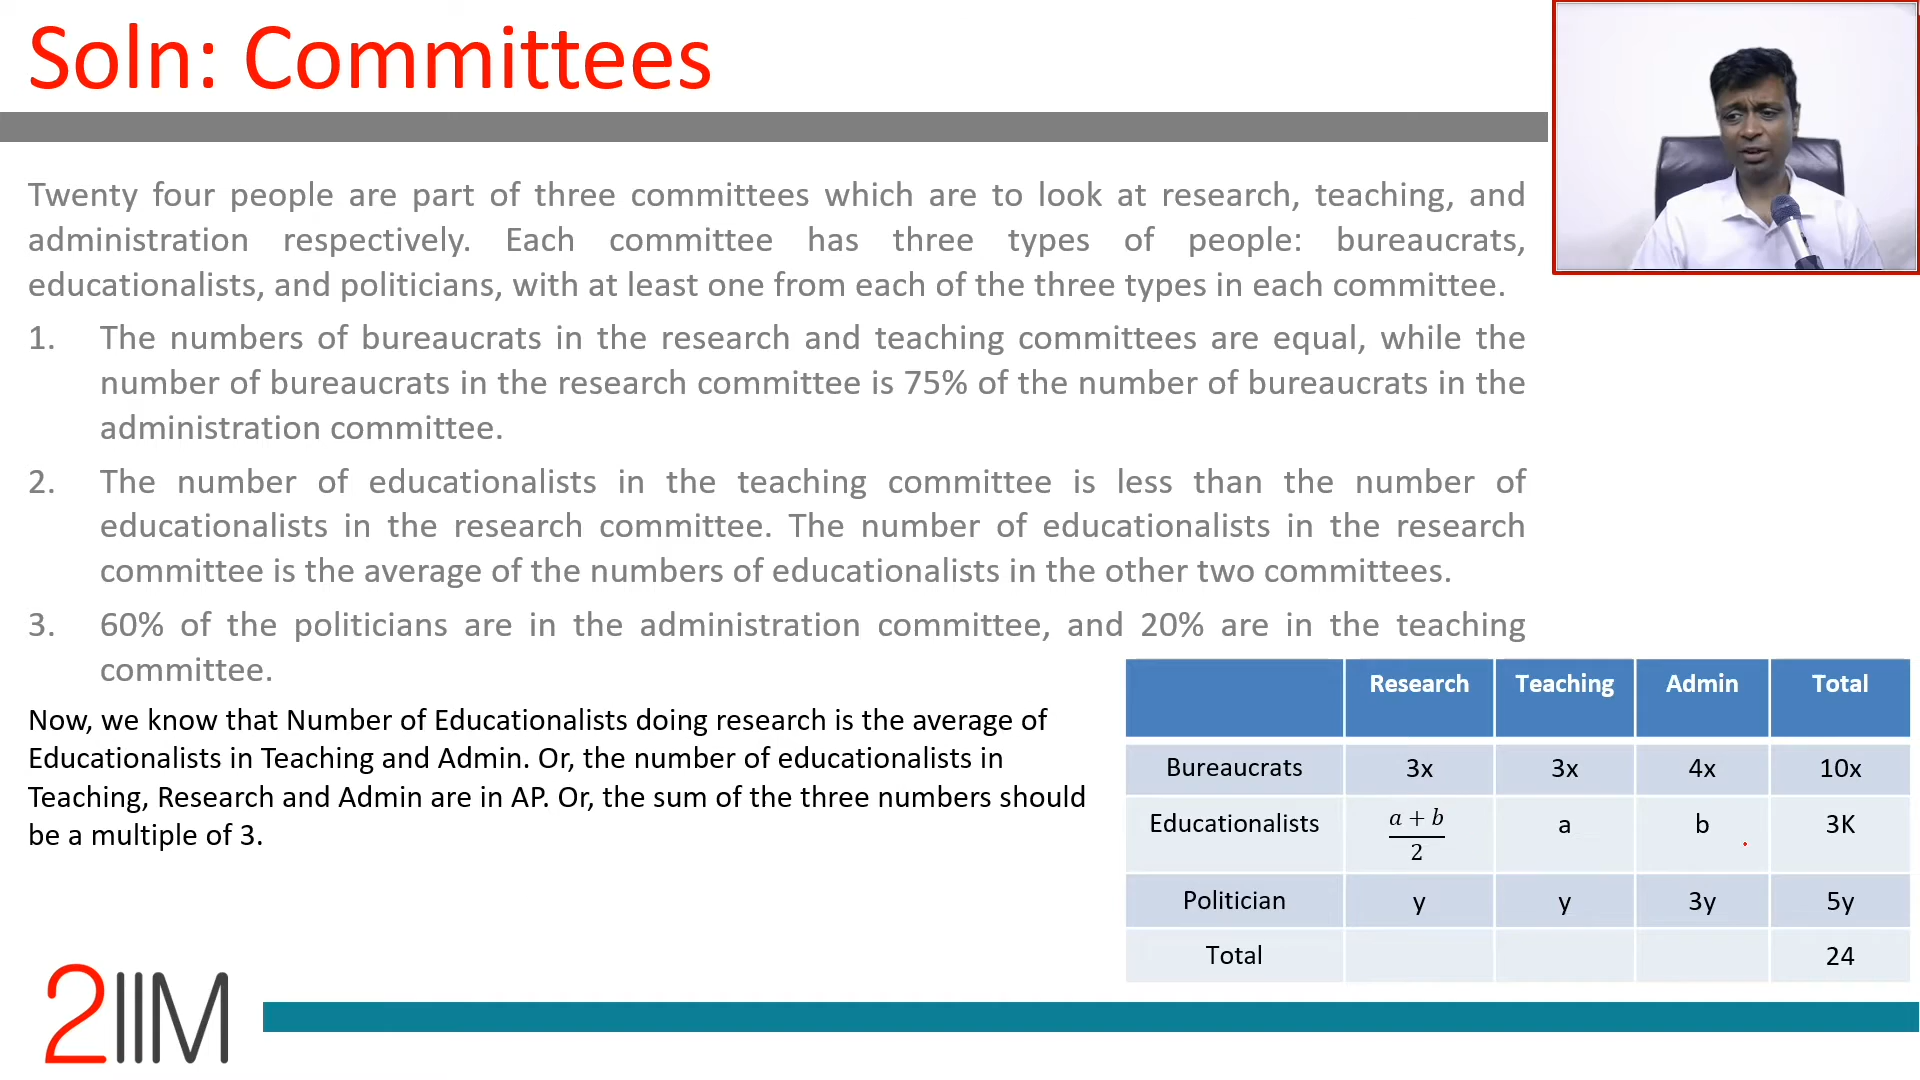 Soln: Committees
Twenty four people are part of three committees which are to look at research, teaching, and
administration respectively. Each committee has three types of people: bureaucrats,
educationalists, and politicians, with at least one from each of the three types in each committee.
1. The numbers of bureaucrats in the research and teaching committees are equal, while the
number of bureaucrats in the research committee is 75% of the number of bureaucrats in the
administration committee.
2. The number of educationalists in the teaching committee is less than the number of
educationalists in the research committee. The number of educationalists in the research
committee is the average of the numbers of educationalists in the other two committees.
3. 60% of the politicians are in the administration committee, and 20% are in the teaching
committee.
Now, we know that Number of Educationalists doing research is the average of
Educationalists in Teaching and Admin. Or, the number of educationalists in
Teaching, Research and Admin are in AP. Or, the sum of the three numbers should
be a multiple of 3.
Research Teaching Admin Total
Bureaucrats 3x 3x 4x 10x
Educationalists (a + b)/2 a b 3K
Politician y y 3y 5y
Total 24
2IIM